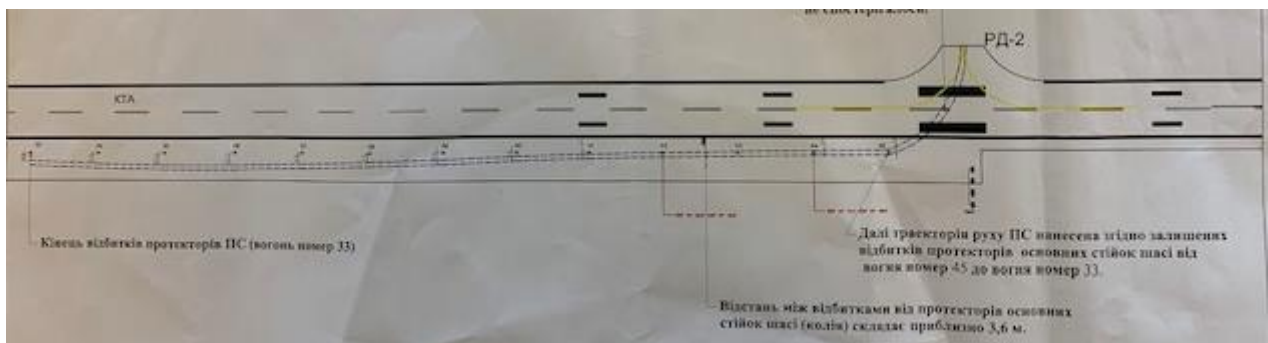 не спостерігалось.
РД-2
КТА
Кінець відбитків протекторів ПС (вогонь номер 33)
Далі траєкторія руху ПС нанесена згідно залишених
відбитків протекторів основних стійок шасі від
вогня номер 45 до вогня номер 33.
Відстань між відбитками від протекторів основних
стійок шасі (колія) складає приблизно 3,6 м.